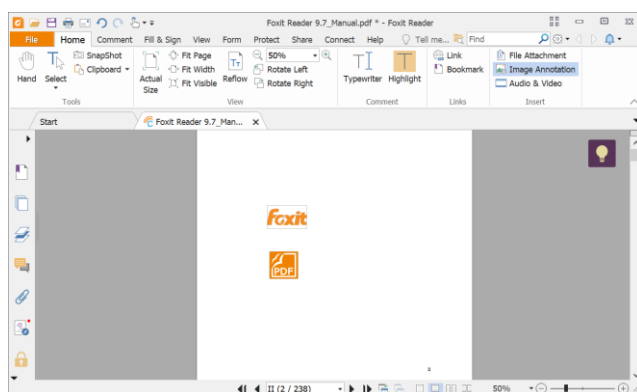 Foxit Reader 9.7_Manual.pdf * - Foxit Reader
File Home Comment Fill & Sign View Form Protect Share Connect Help Tell me... Find
Hand
Select
SnapShot
Clipboard
Tools
Actual Size
Fit Page
Fit Width
Fit Visible
Reflow
50%
Rotate Left
Rotate Right
View
Typewriter
Highlight
Comment
Link
Bookmark
Links
File Attachment
Image Annotation
Audio & Video
Insert
Start
Foxit Reader 9.7_Man...
foxit
PDF
II (2 / 238)
50%